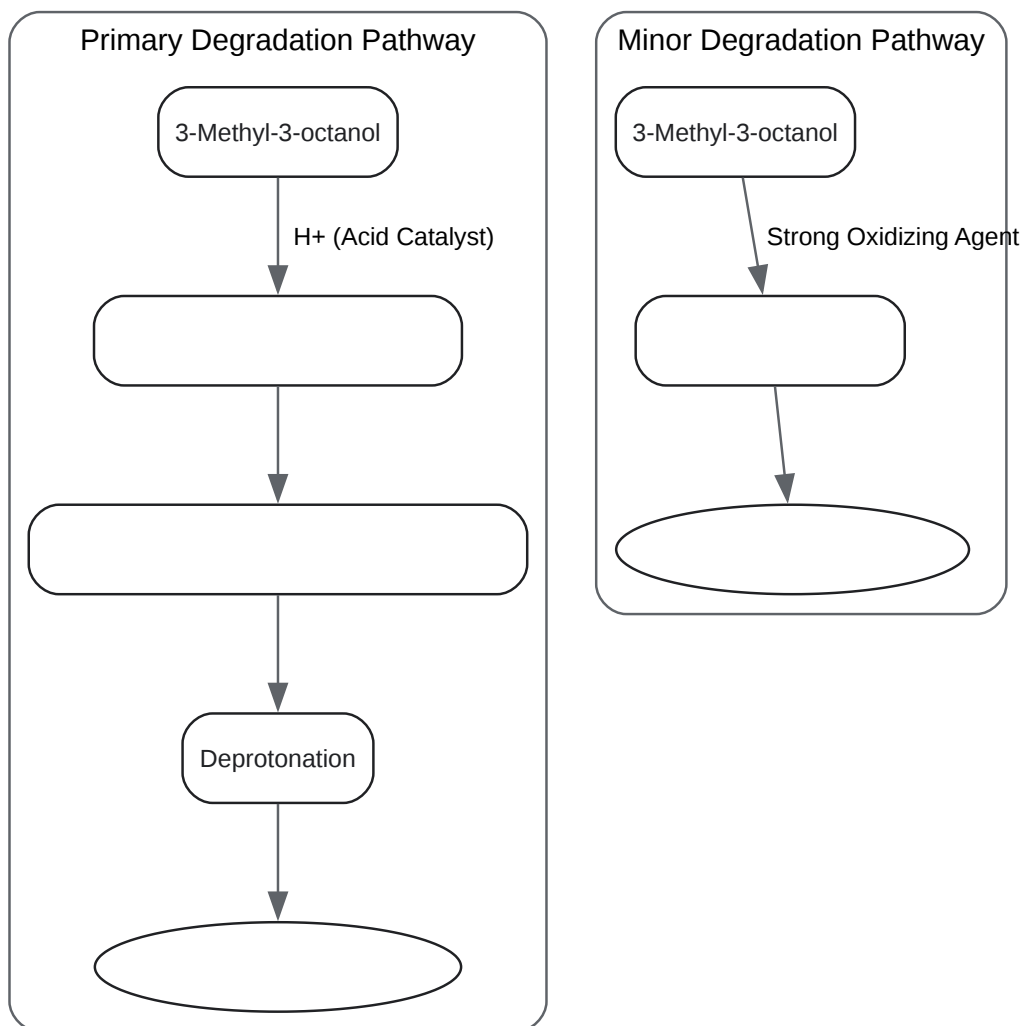 Primary Degradation Pathway
3-Methyl-3-octanol
H+ (Acid Catalyst)
Deprotonation
Minor Degradation Pathway
3-Methyl-3-octanol
Strong Oxidizing Agent